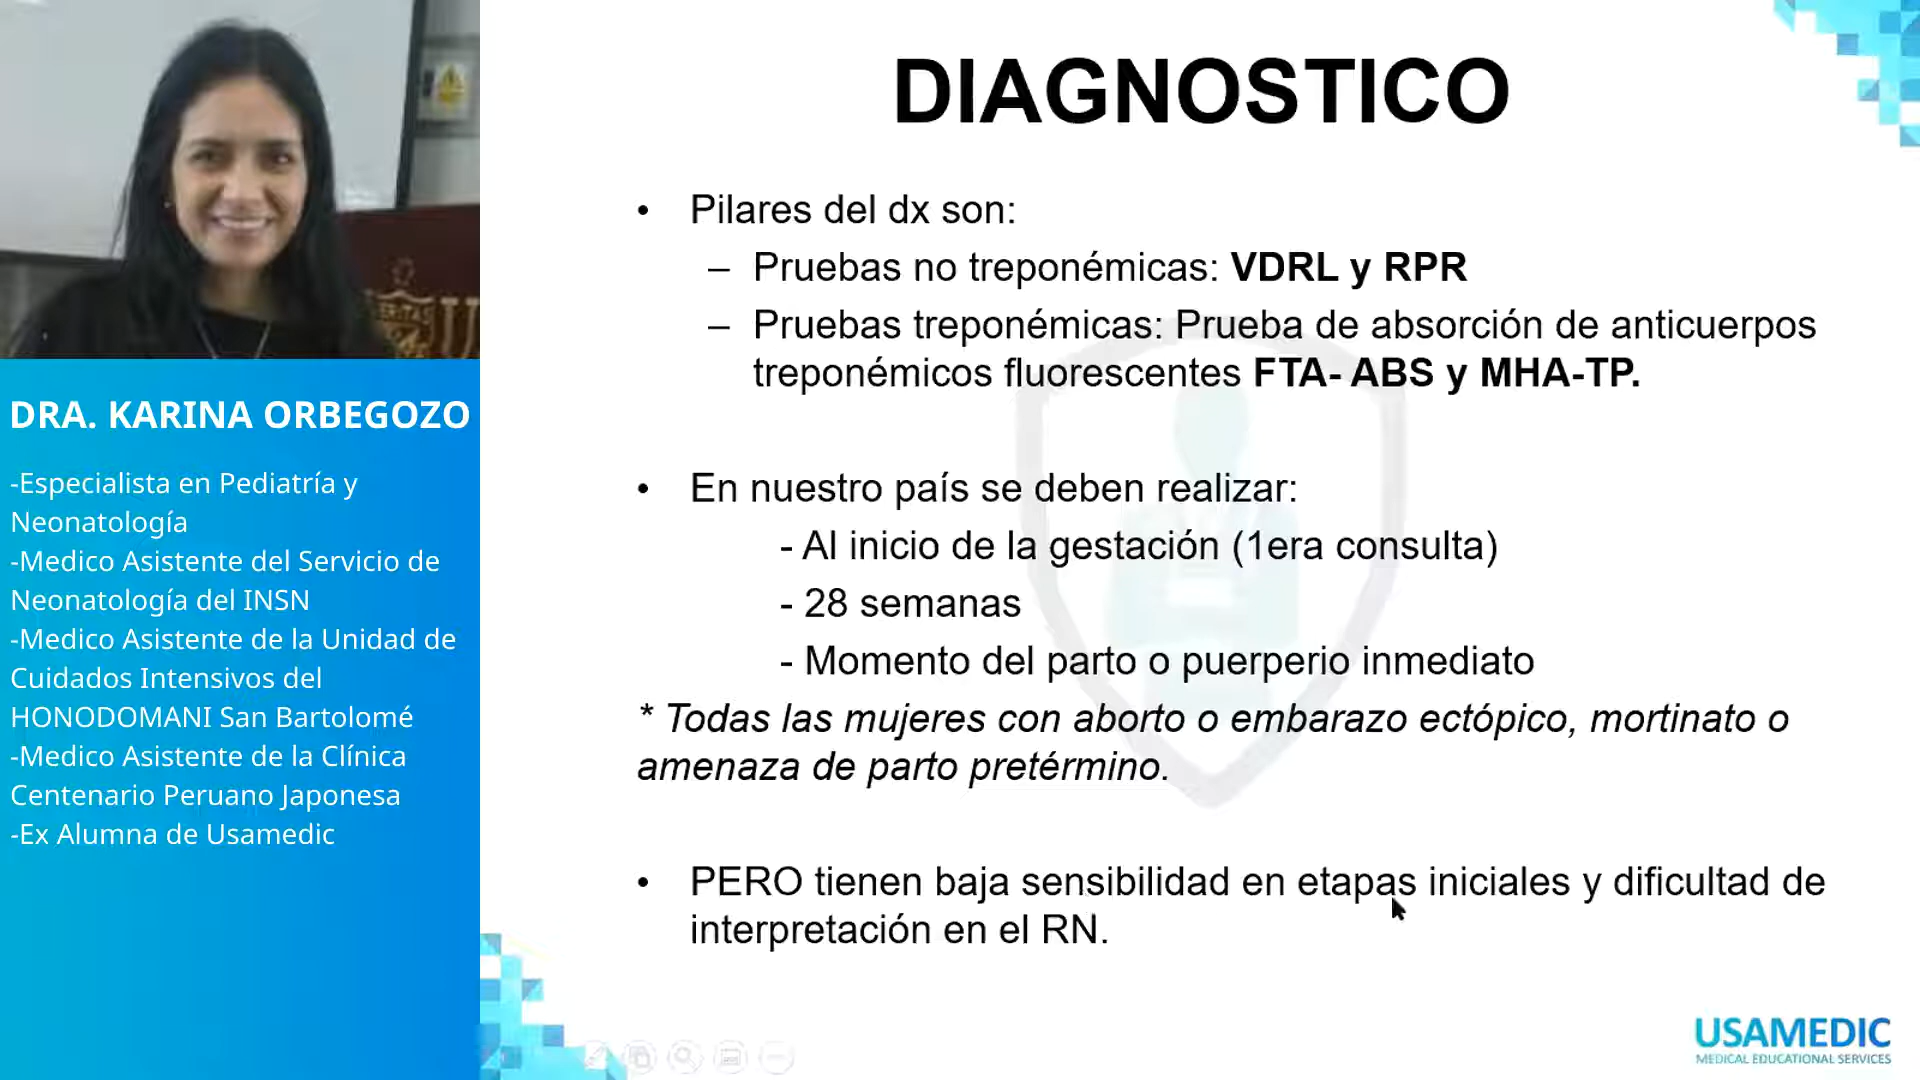 DIAGNOSTICO
• Pilares del dx son:
– Pruebas no treponémicas: VDRL y RPR
– Pruebas treponémicas: Prueba de absorción de anticuerpos
treponémicos fluorescentes FTA- ABS y MHA-TP.
• En nuestro país se deben realizar:
- Al inicio de la gestación (1era consulta)
- 28 semanas
- Momento del parto o puerperio inmediato
* Todas las mujeres con aborto o embarazo ectópico, mortinato o
amenaza de parto pretérmino.
• PERO tienen baja sensibilidad en etapas iniciales y dificultad de
interpretación en el RN.
DRA. KARINA ORBEGOZO
-Especialista en Pediatría y
Neonatología
-Medico Asistente del Servicio de
Neonatología del INSN
-Medico Asistente de la Unidad de
Cuidados Intensivos del
HONODOMANI San Bartolomé
-Medico Asistente de la Clínica
Centenario Peruano Japonesa
-Ex Alumna de Usamedic
USAMEDIC
MEDICAL EDUCATIONAL SERVICES